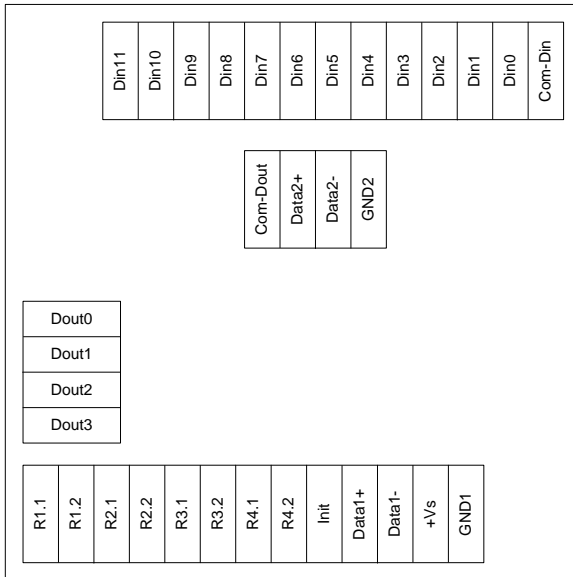 Din11 Din10 Din9 Din8 Din7 Din6 Din5 Din4 Din3 Din2 Din1 Din0 Com-Din
Com-Dout Data2+ Data2- GND2
Dout0
Dout1
Dout2
Dout3
R1.1 R1.2 R2.1 R2.2 R3.1 R3.2 R4.1 R4.2 Init Data1+ Data1- +Vs GND1